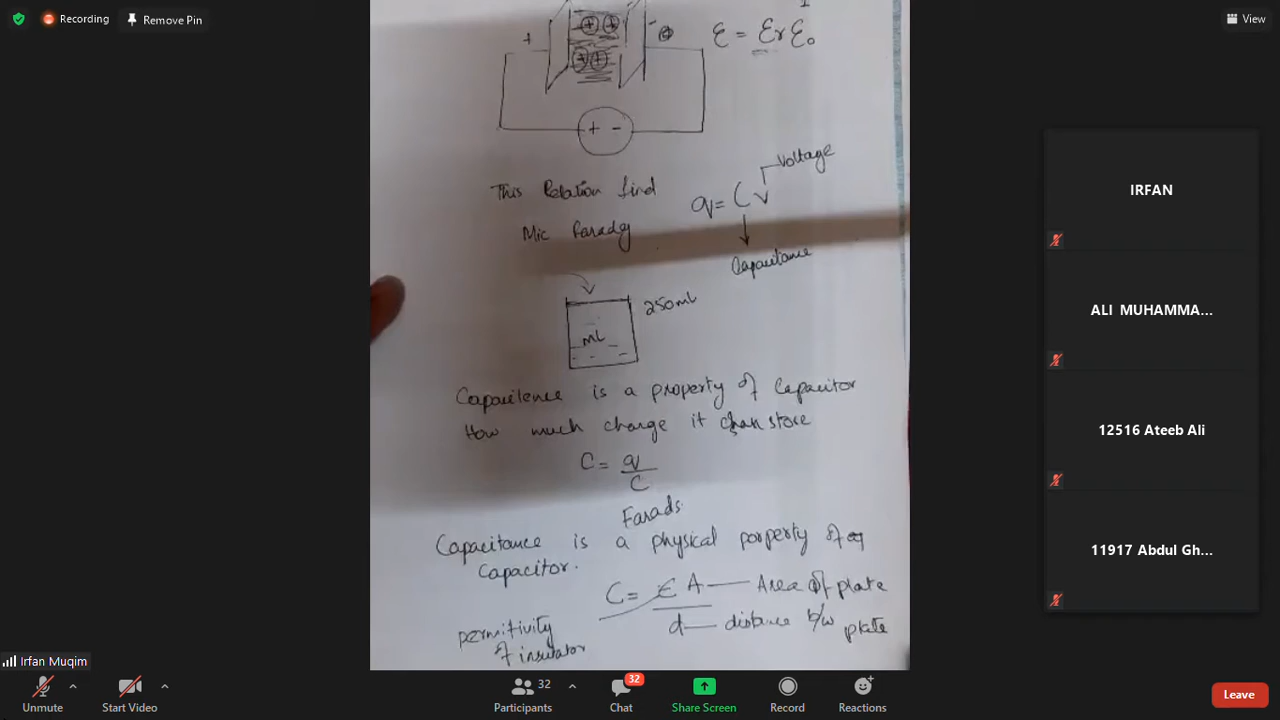 Recording
Remove Pin
View
+ -
ε = εr ε0
+ -
Voltage
This Relation find
q = C v
Mic Faraday
Capacitance
250mL
mL
Capacitence is a property of Capacitor
How much charge it chan store
C = q
C
Farads
Capacitance is a physical porperty of a
Capacitor.
C = ε A — Area of plate
d — distance b/w plate
permitivity
of insulator
IRFAN
ALI MUHAMMA...
12516 Ateeb Ali
11917 Abdul Gh...
Irfan Muqim
Unmute
Start Video
32
Participants
32
Chat
Share Screen
Record
Reactions
Leave